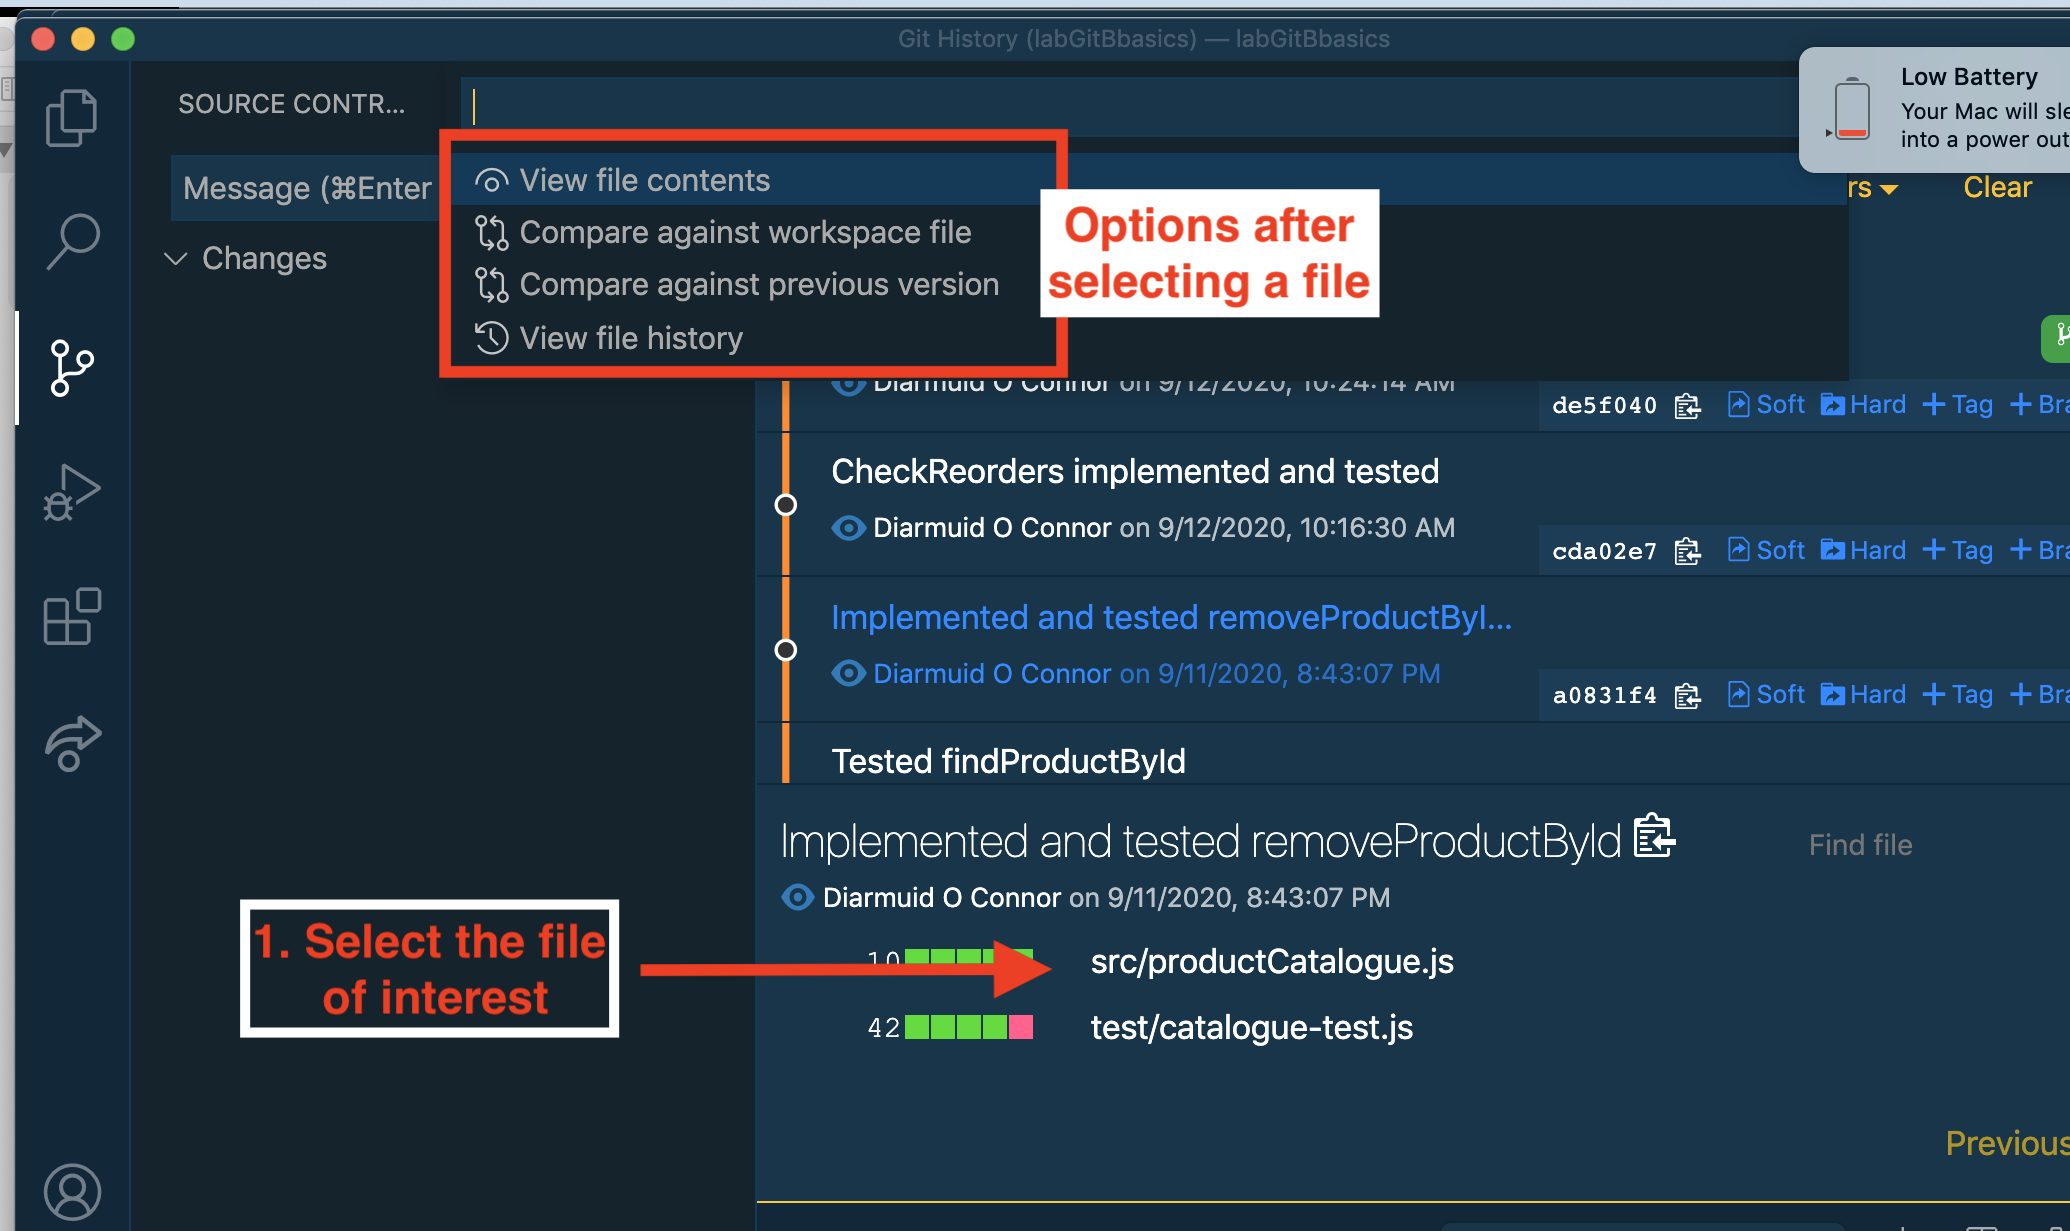 Git History (labGitBbasics) — labGitBbasics
Low Battery
Your Mac will
into a power
SOURCE CONTR...
Message (⌘Enter
Changes
View file contents
Compare against workspace file
Compare against previous version
View file history
Options after
selecting a file
Clear
Diarmuid O Connor on 9/12/2020, 10:24:14 AM
de5f040 Soft Hard + Tag +
CheckReorders implemented and tested
Diarmuid O Connor on 9/12/2020, 10:16:30 AM
cda02e7 Soft Hard + Tag +
Implemented and tested removeProductByI...
Diarmuid O Connor on 9/11/2020, 8:43:07 PM
a0831f4 Soft Hard + Tag +
Tested findProductById
Implemented and tested removeProductById
Find file
Diarmuid O Connor on 9/11/2020, 8:43:07 PM
1. Select the file
of interest
10 src/productCatalogue.js
42 test/catalogue-test.js
Previous